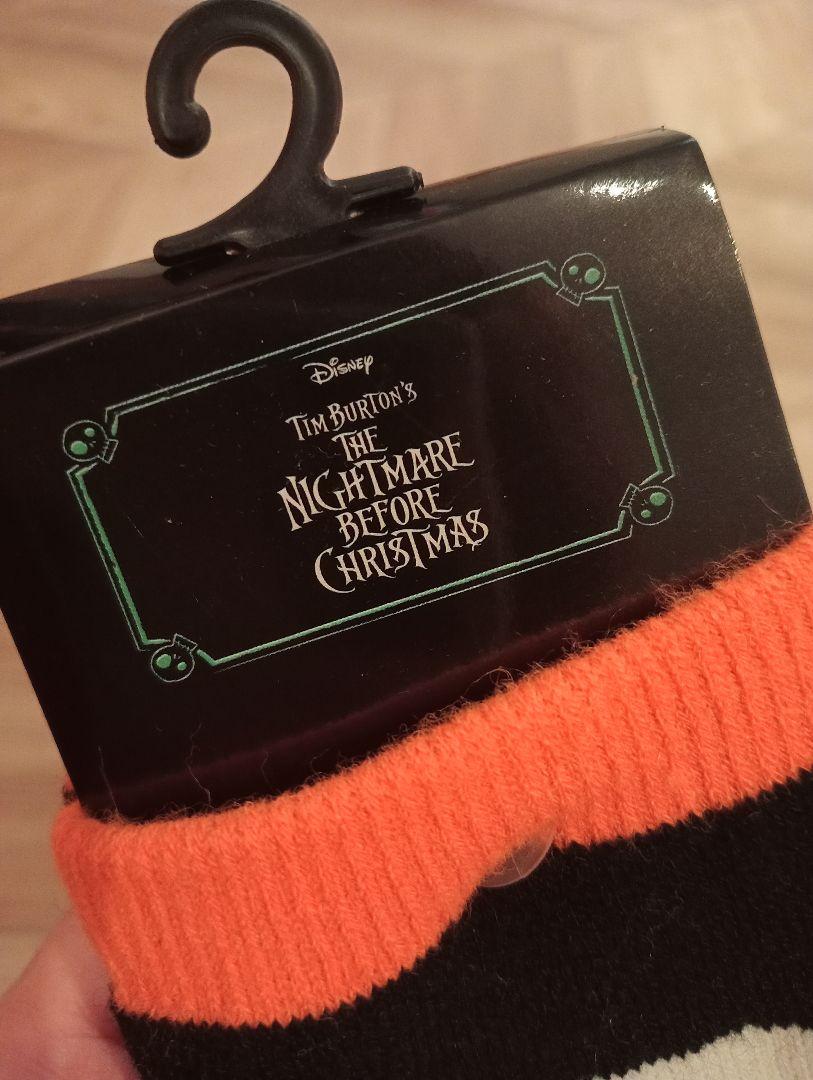 Disney
TIM BURTON'S
THE
NIGHTMARE
BEFORE
CHRISTMAS